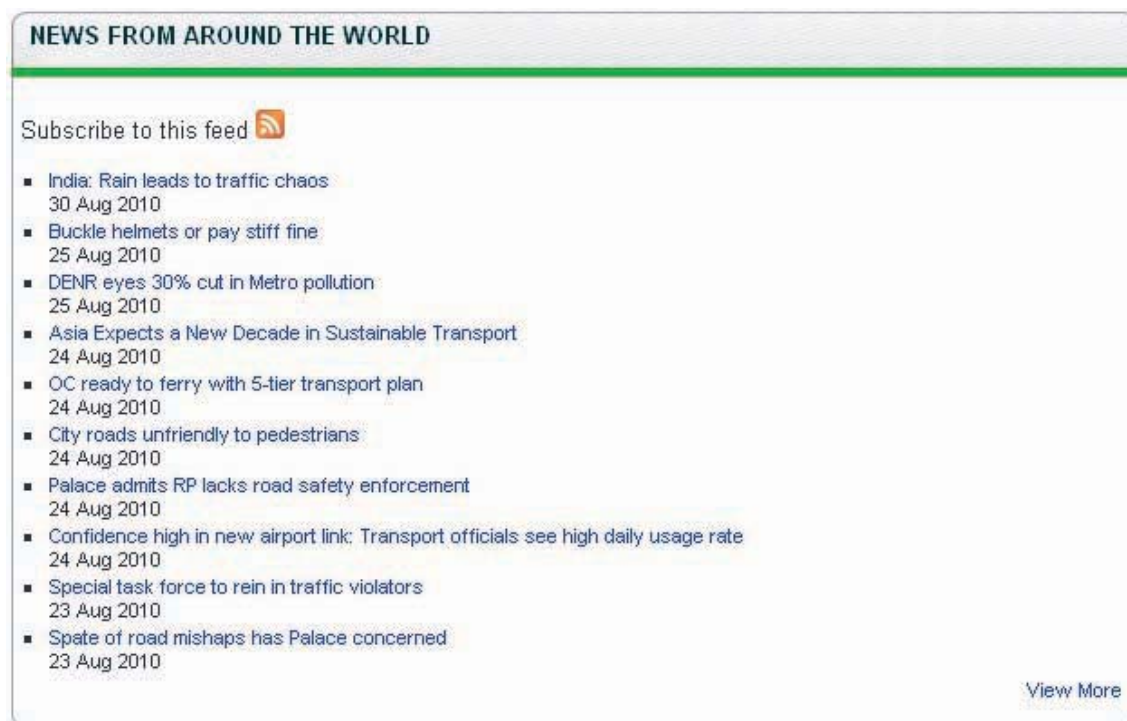 NEWS FROM AROUND THE WORLD
Subscribe to this feed
India: Rain leads to traffic chaos
30 Aug 2010
Buckle helmets or pay stiff fine
25 Aug 2010
DENR eyes 30% cut in Metro pollution
25 Aug 2010
Asia Expects a New Decade in Sustainable Transport
24 Aug 2010
OC ready to ferry with 5-tier transport plan
24 Aug 2010
City roads unfriendly to pedestrians
24 Aug 2010
Palace admits RP lacks road safety enforcement
24 Aug 2010
Confidence high in new airport link: Transport officials see high daily usage rate
24 Aug 2010
Special task force to rein in traffic violators
23 Aug 2010
Spate of road mishaps has Palace concerned
23 Aug 2010
View More